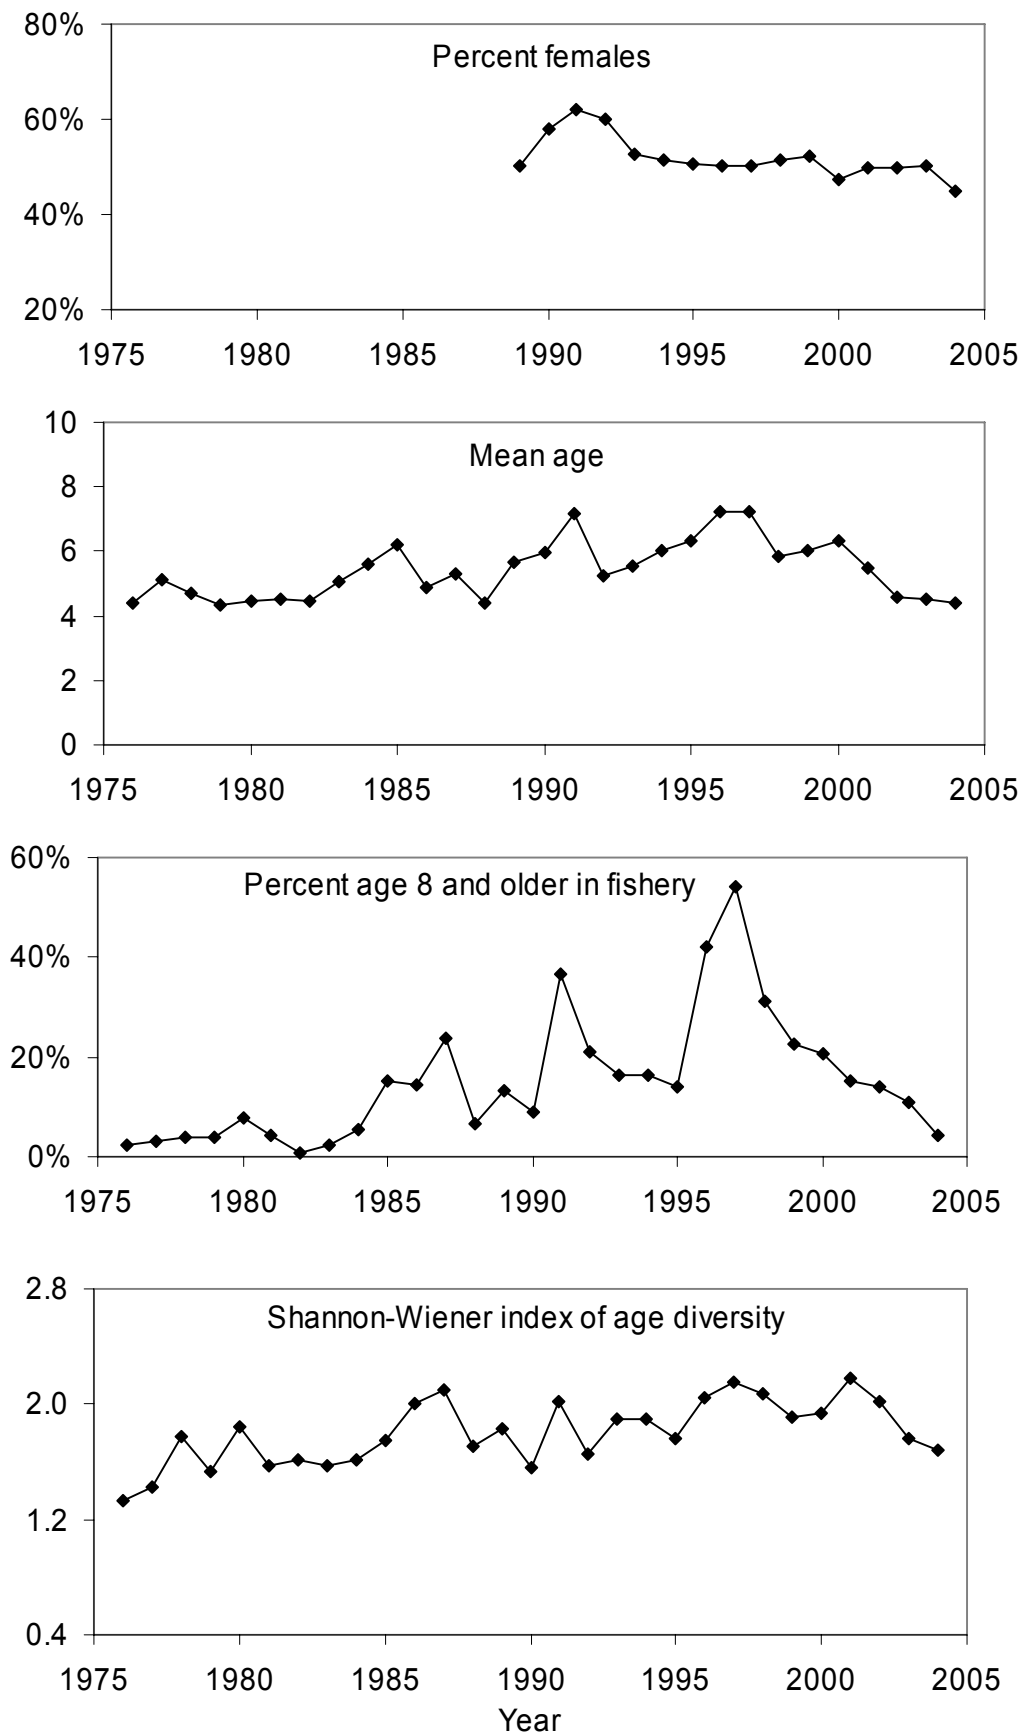 80%
Percent females
60%
40%
20%
1975 1980 1985 1990 1995 2000 2005
10
Mean age
8
6
4
2
0
1975 1980 1985 1990 1995 2000 2005
60%
Percent age 8 and older in fishery
40%
20%
0%
1975 1980 1985 1990 1995 2000 2005
2.8
Shannon-Wiener index of age diversity
2.0
1.2
0.4
1975 1980 1985 1990 1995 2000 2005
Year